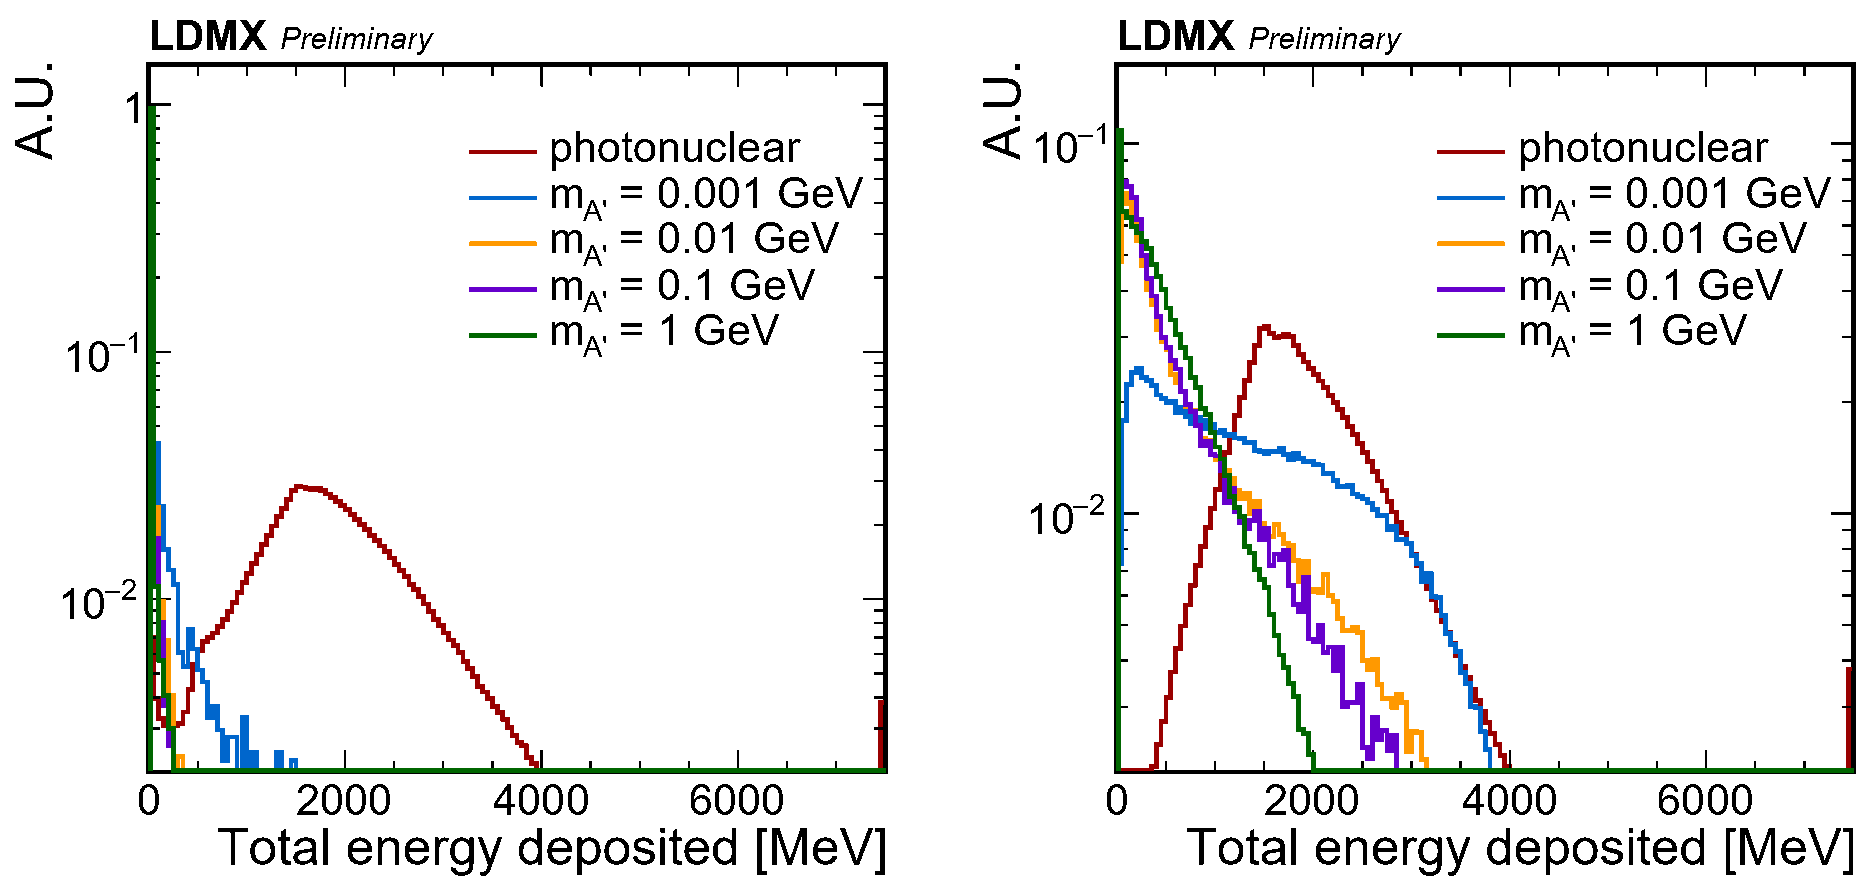 LDMX Preliminary
A.U.
1
10⁻¹
10⁻²
photonuclear
m_A' = 0.001 GeV
m_A' = 0.01 GeV
m_A' = 0.1 GeV
m_A' = 1 GeV
0 2000 4000 6000
Total energy deposited [MeV]
LDMX Preliminary
A.U.
10⁻¹
10⁻²
photonuclear
m_A' = 0.001 GeV
m_A' = 0.01 GeV
m_A' = 0.1 GeV
m_A' = 1 GeV
0 2000 4000 6000
Total energy deposited [MeV]